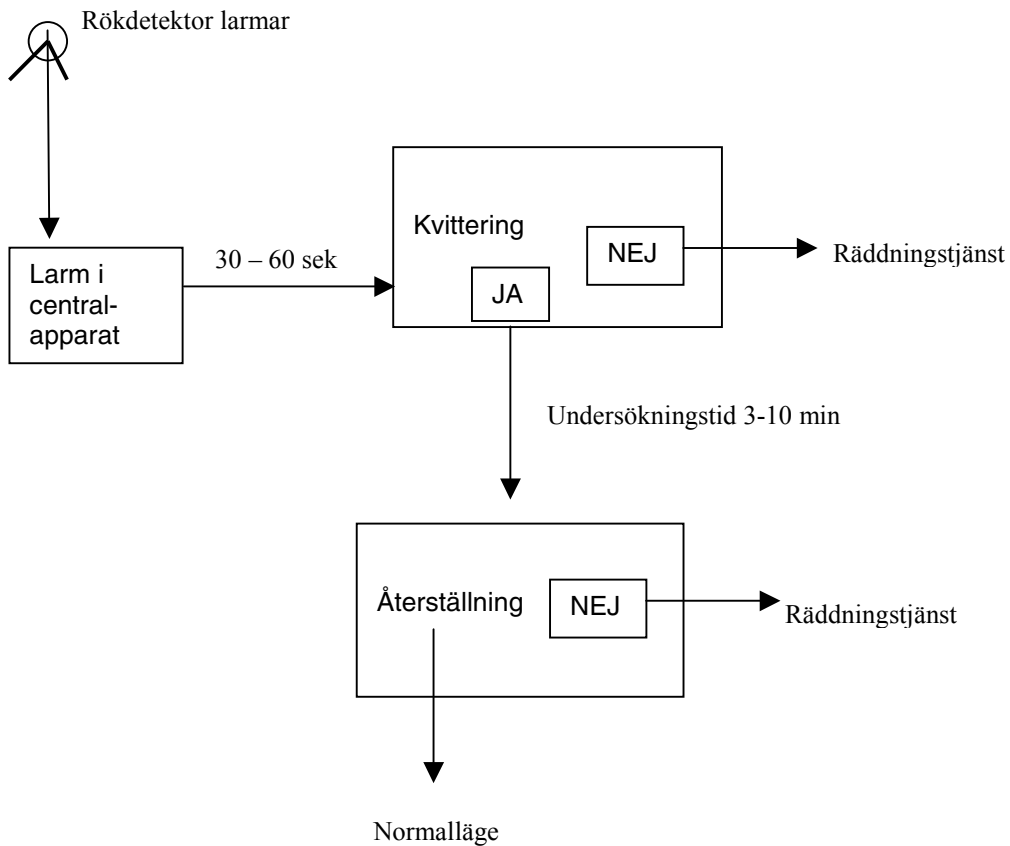 Rökdetektor larmar
Larm i
central-
apparat
30 – 60 sek
Kvittering
JA
NEJ
Räddningstjänst
Undersökningstid 3-10 min
Återställning
NEJ
Räddningstjänst
Normalläge